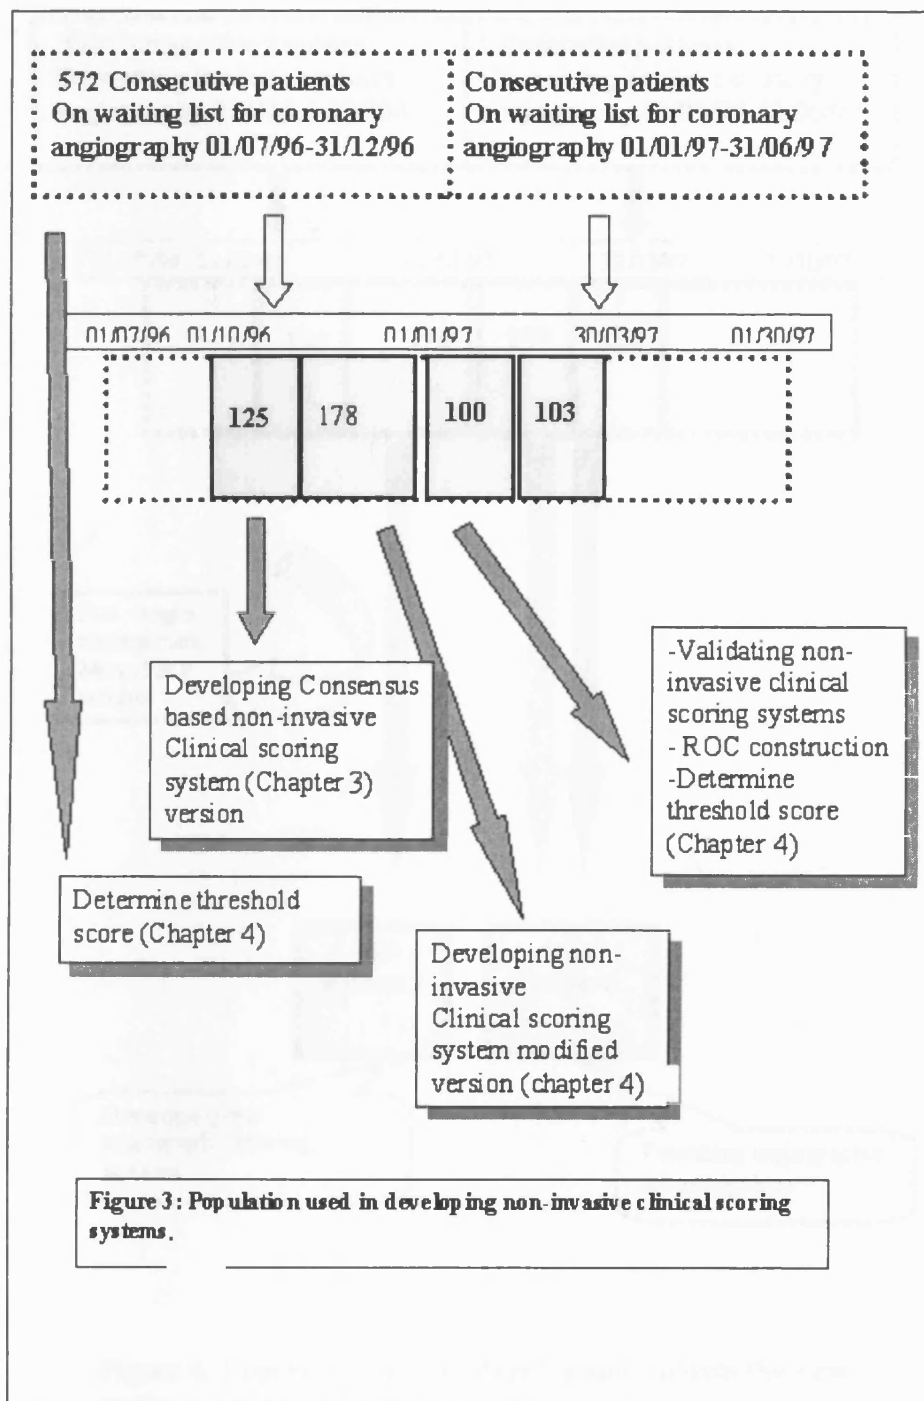 572 Consecutive patients
On waiting list for coronary
angiography 01/07/96-31/12/96
Consecutive patients
On waiting list for coronary
angiography 01/01/97-31/06/97
01/07/96 01/10/96 01/01/97 30/03/97 01/30/97
125 178 100 103
-Validating non-
invasive clinical
scoring systems
- ROC construction
-Determine
threshold score
(Chapter 4)
Developing Consensus
based non-invasive
Clinical scoring
system (Chapter 3)
version
Determine threshold
score (Chapter 4)
Developing non-
invasive
Clinical scoring
system modified
version (chapter 4)
Figure 3: Population used in developing non-invasive clinical scoring
systems.